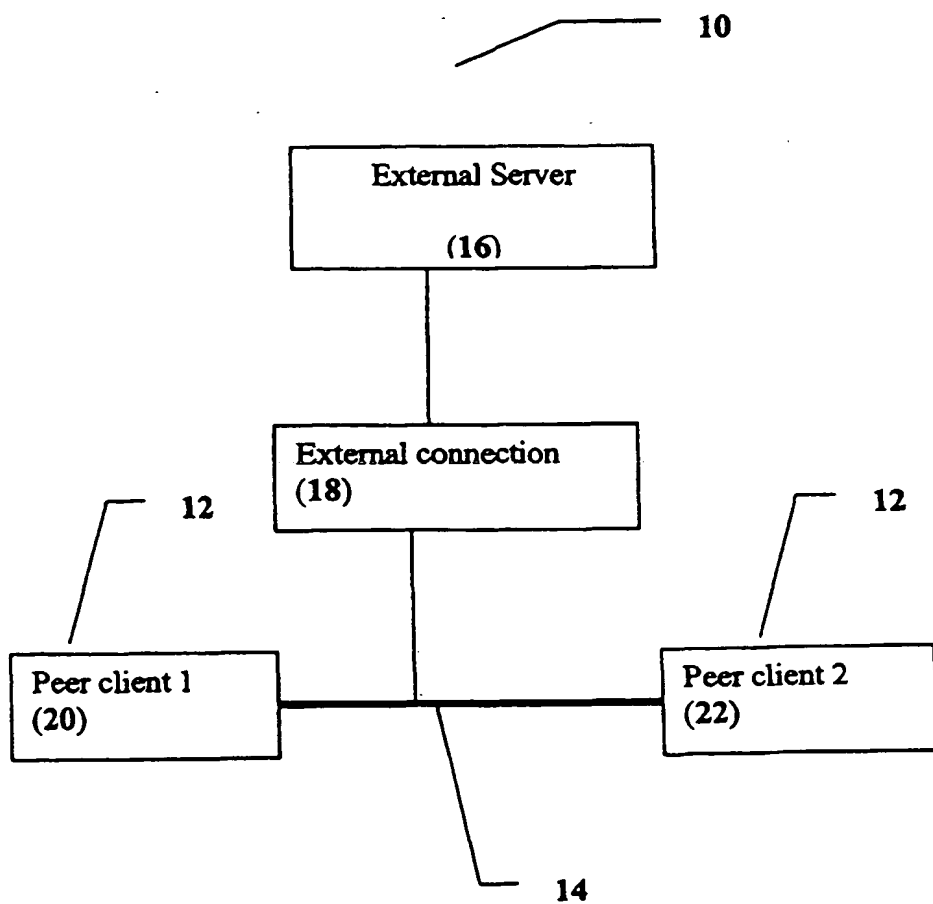 10
External Server
(16)
External connection
(18)
12
12
Peer client 1
(20)
Peer client 2
(22)
14